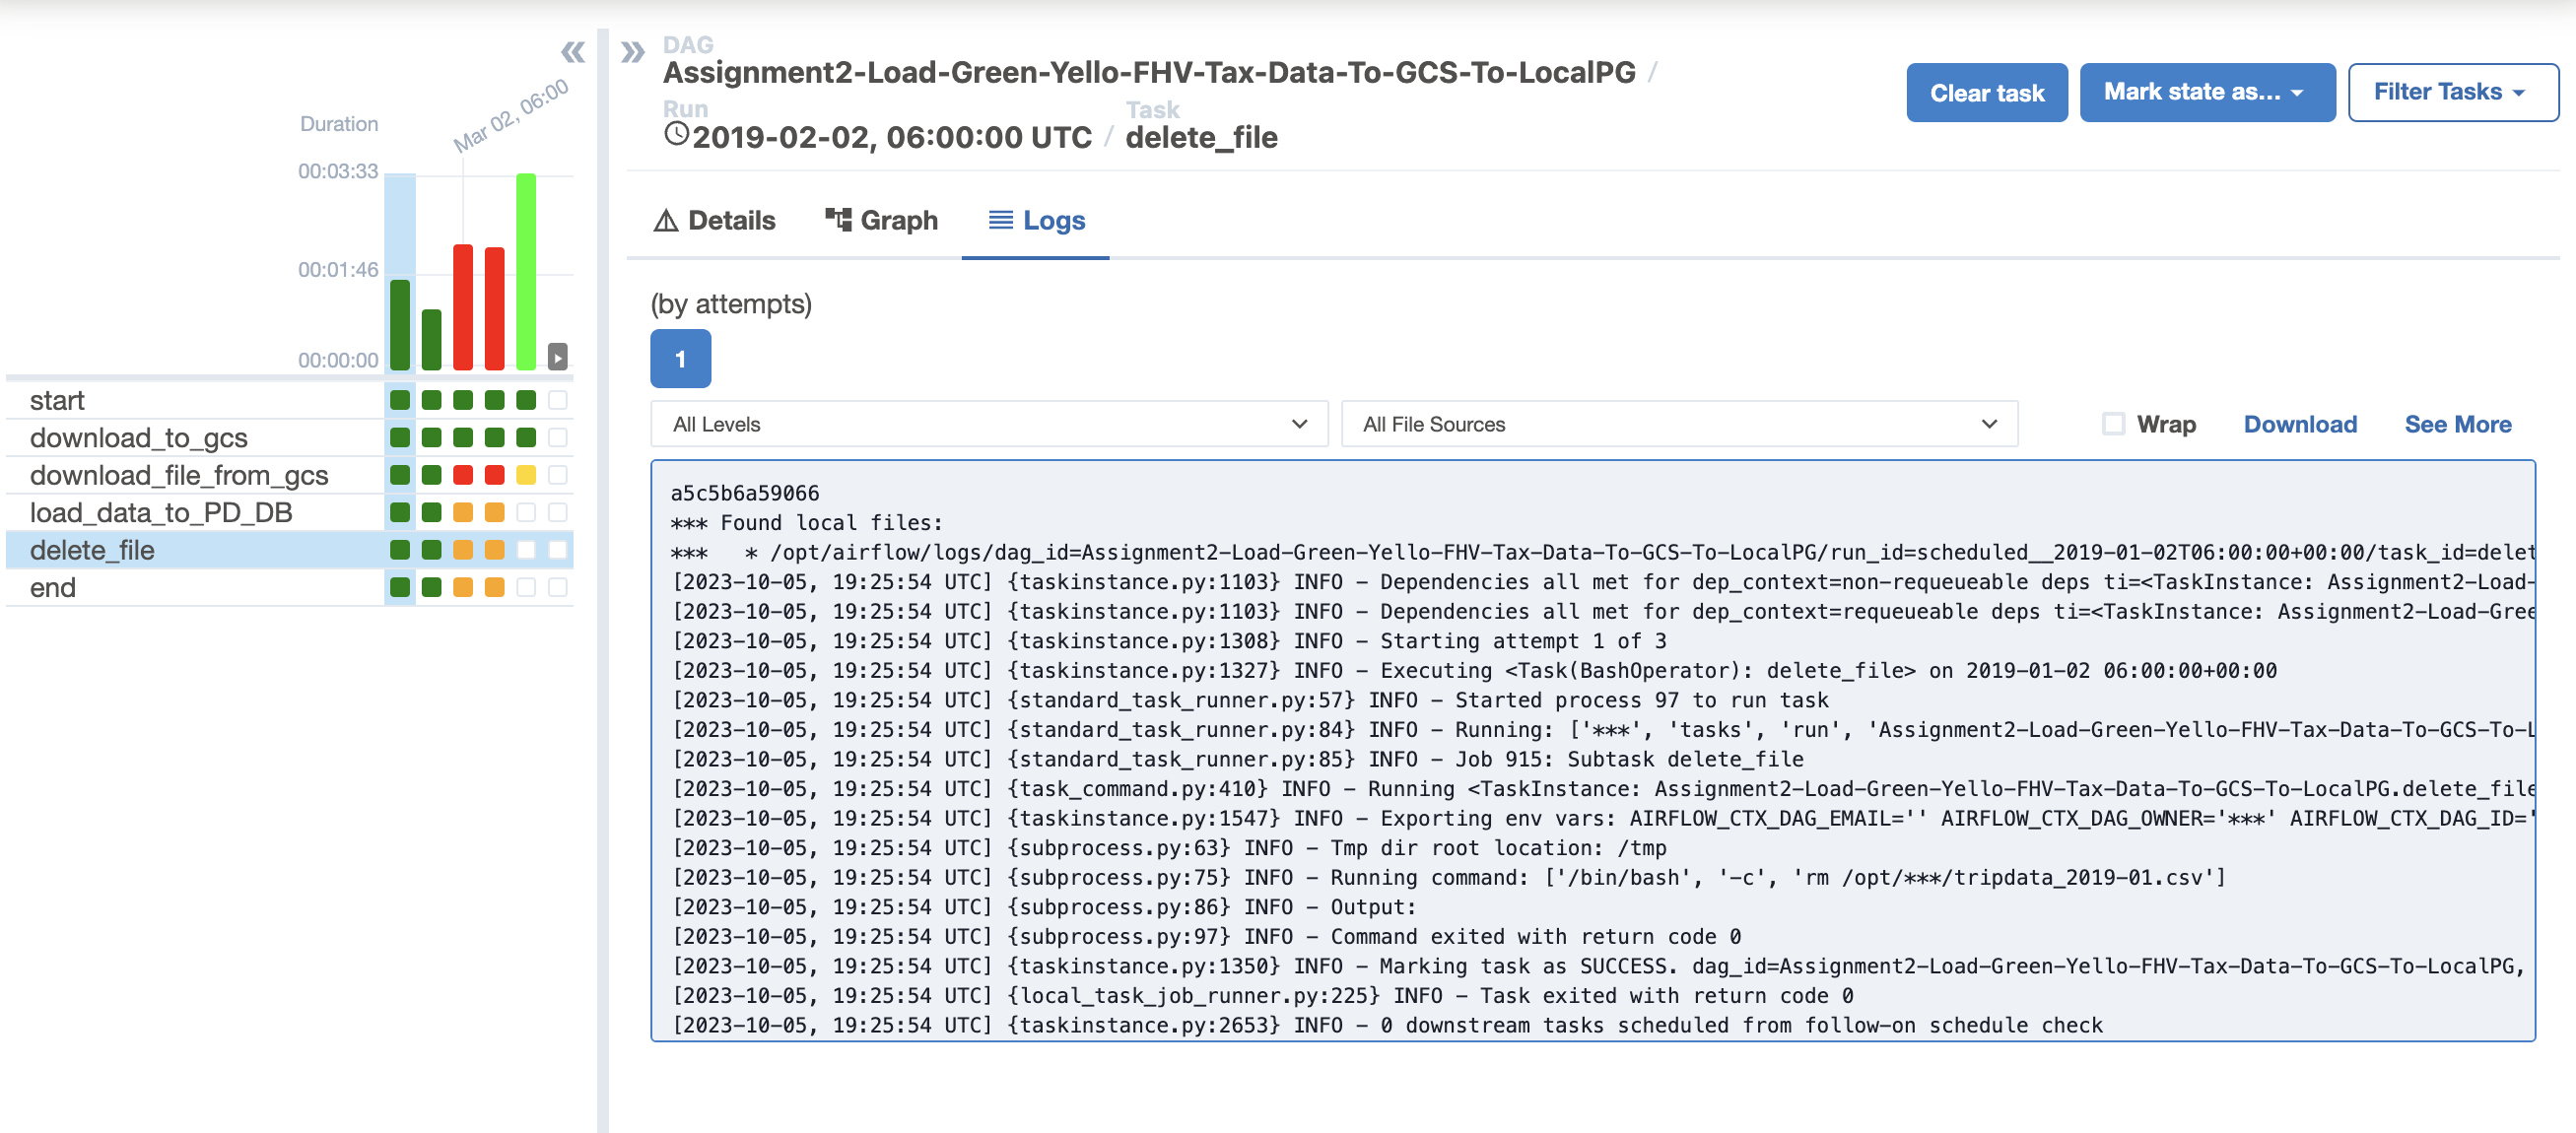 Duration
Mar 02, 06:00
00:03:33
00:01:46
00:00:00
start
download_to_gcs
download_file_from_gcs
load_data_to_PD_DB
delete_file
end
DAG
Assignment2-Load-Green-Yello-FHV-Tax-Data-To-GCS-To-LocalPG /
Run
2019-02-02, 06:00:00 UTC /
Task
delete_file
Clear task
Mark state as...
Filter Tasks
Details
Graph
Logs
(by attempts)
1
All Levels
All File Sources
Wrap
Download
See More
a5c5b6a59066
*** Found local files:
***   * /opt/airflow/logs/dag_id=Assignment2-Load-Green-Yello-FHV-Tax-Data-To-GCS-To-LocalPG/run_id=scheduled__2019-01-02T06:00:00+00:00/task_id=delet
[2023-10-05, 19:25:54 UTC] {taskinstance.py:1103} INFO - Dependencies all met for dep_context=non-requeueable deps ti=<TaskInstance: Assignment2-Load-
[2023-10-05, 19:25:54 UTC] {taskinstance.py:1103} INFO - Dependencies all met for dep_context=requeueable deps ti=<TaskInstance: Assignment2-Load-Gree
[2023-10-05, 19:25:54 UTC] {taskinstance.py:1308} INFO - Starting attempt 1 of 3
[2023-10-05, 19:25:54 UTC] {taskinstance.py:1327} INFO - Executing <Task(BashOperator): delete_file> on 2019-01-02 06:00:00+00:00
[2023-10-05, 19:25:54 UTC] {standard_task_runner.py:57} INFO - Started process 97 to run task
[2023-10-05, 19:25:54 UTC] {standard_task_runner.py:84} INFO - Running: ['***', 'tasks', 'run', 'Assignment2-Load-Green-Yello-FHV-Tax-Data-To-GCS-To-L
[2023-10-05, 19:25:54 UTC] {standard_task_runner.py:85} INFO - Job 915: Subtask delete_file
[2023-10-05, 19:25:54 UTC] {task_command.py:410} INFO - Running <TaskInstance: Assignment2-Load-Green-Yello-FHV-Tax-Data-To-GCS-To-LocalPG.delete_file
[2023-10-05, 19:25:54 UTC] {taskinstance.py:1547} INFO - Exporting env vars: AIRFLOW_CTX_DAG_EMAIL='' AIRFLOW_CTX_DAG_OWNER='***' AIRFLOW_CTX_DAG_ID='
[2023-10-05, 19:25:54 UTC] {subprocess.py:63} INFO - Tmp dir root location: /tmp
[2023-10-05, 19:25:54 UTC] {subprocess.py:75} INFO - Running command: ['/bin/bash', '-c', 'rm /opt/***/tripdata_2019-01.csv']
[2023-10-05, 19:25:54 UTC] {subprocess.py:86} INFO - Output:
[2023-10-05, 19:25:54 UTC] {subprocess.py:97} INFO - Command exited with return code 0
[2023-10-05, 19:25:54 UTC] {taskinstance.py:1350} INFO - Marking task as SUCCESS. dag_id=Assignment2-Load-Green-Yello-FHV-Tax-Data-To-GCS-To-LocalPG,
[2023-10-05, 19:25:54 UTC] {local_task_job_runner.py:225} INFO - Task exited with return code 0
[2023-10-05, 19:25:54 UTC] {taskinstance.py:2653} INFO - 0 downstream tasks scheduled from follow-on schedule check